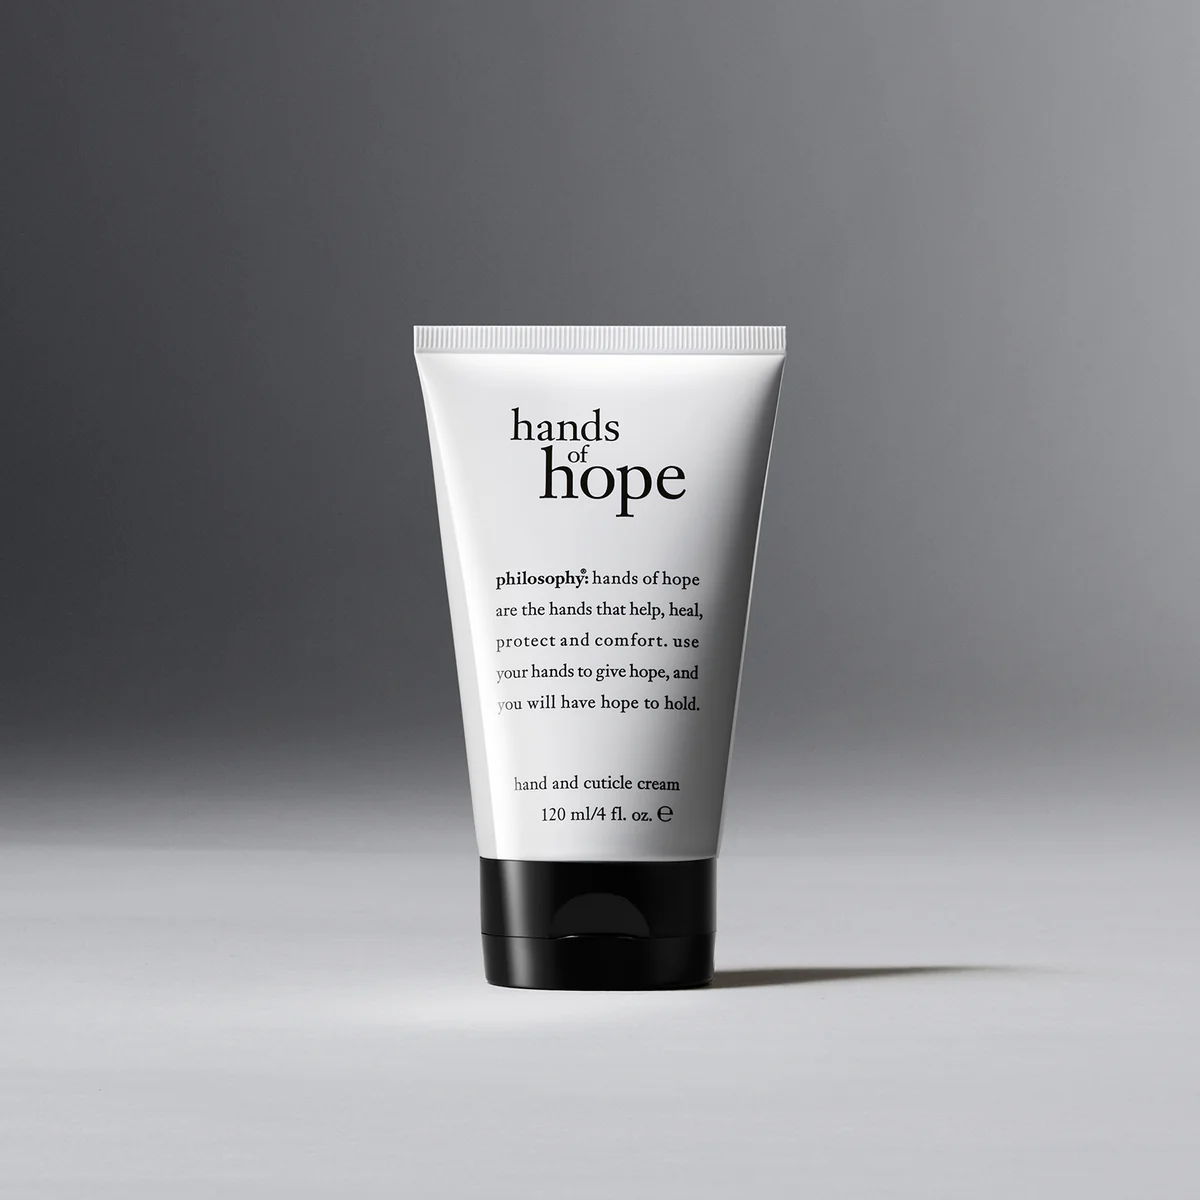 hands
of
hope
philosophy®: hands of hope
are the hands that help, heal,
protect and comfort. use
your hands to give hope, and
you will have hope to hold.
hand and cuticle cream
120 ml/4 fl. oz. ℮